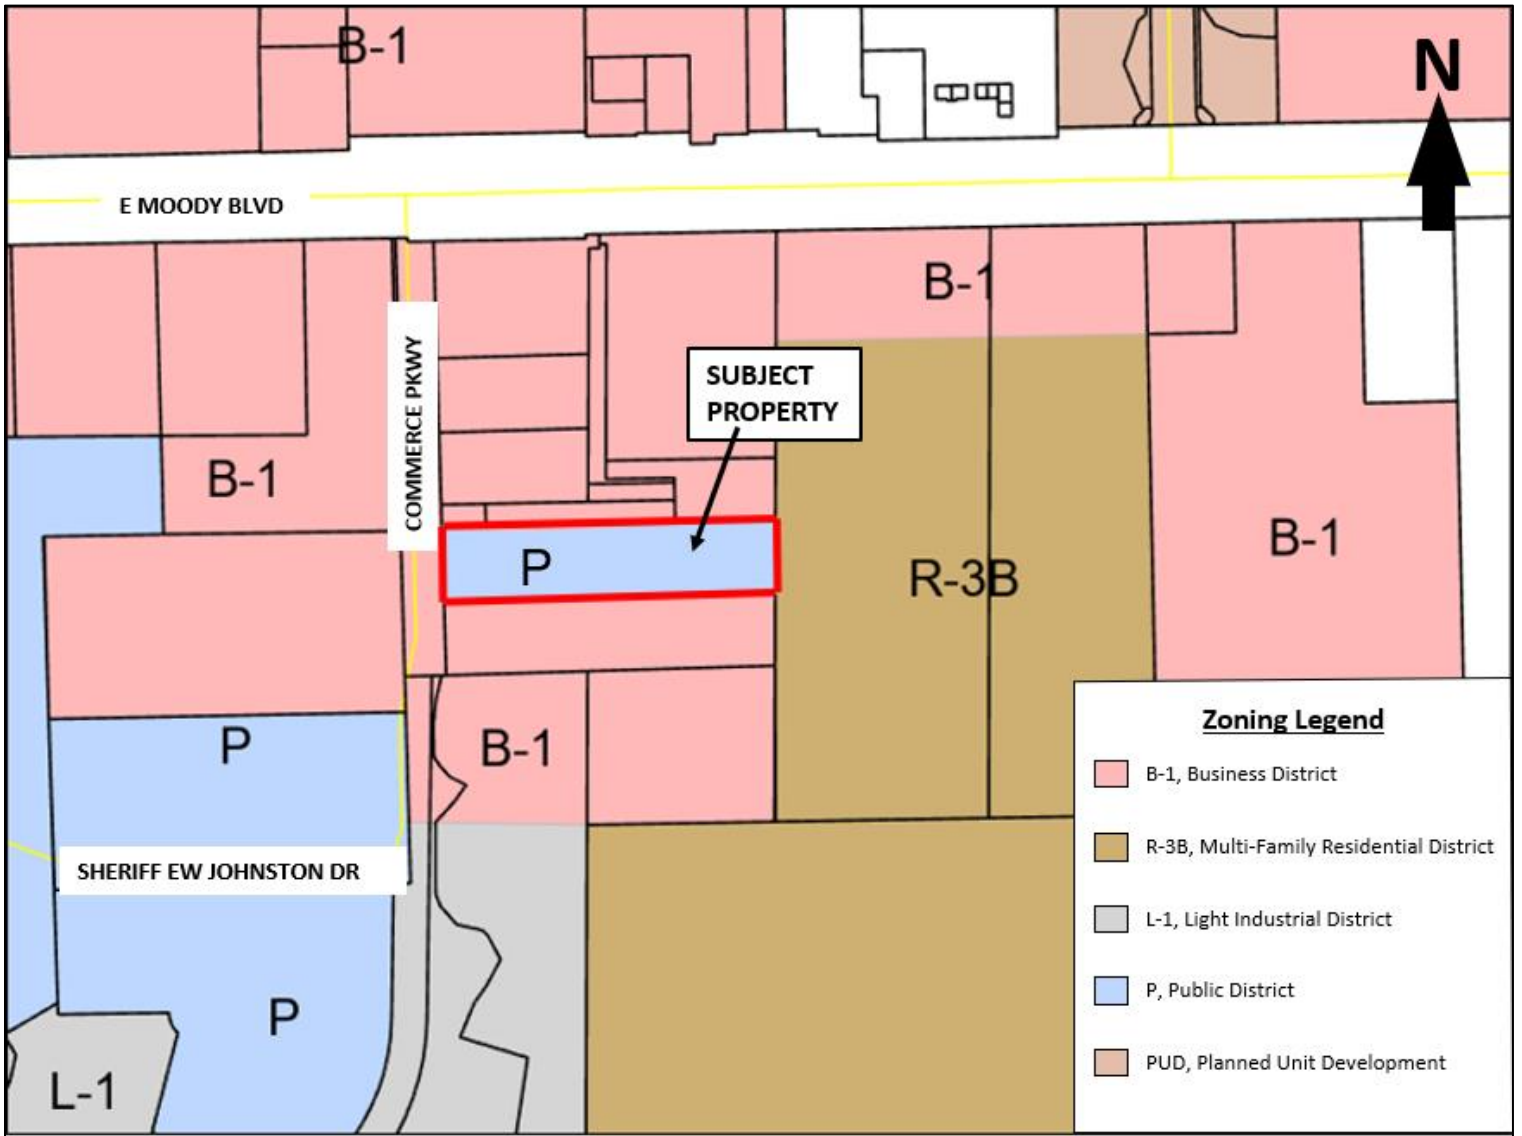 B-1
N
E MOODY BLVD
B-1
COMMERCE PKWY
SUBJECT
PROPERTY
B-1
B-1
P
R-3B
P
B-1
Zoning Legend
B-1, Business District
R-3B, Multi-Family Residential District
SHERIFF EW JOHNSTON DR
L-1, Light Industrial District
P, Public District
P
L-1
PUD, Planned Unit Development